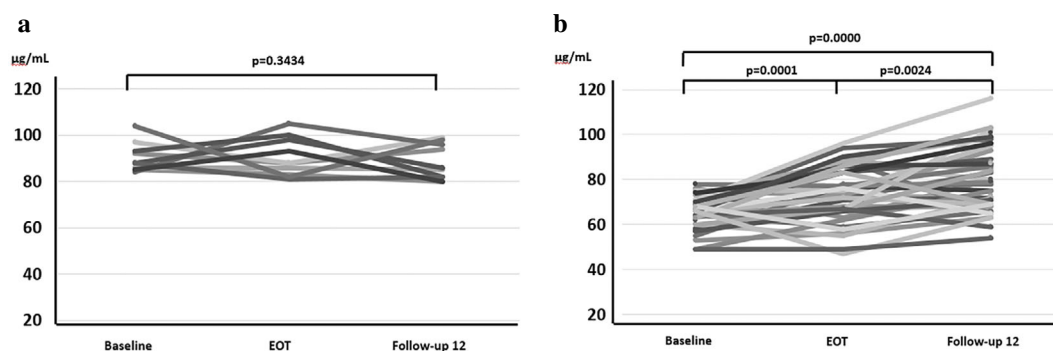 a
µg/mL
p=0.3434
120
100
80
60
40
20
Baseline EOT Follow-up 12
b
p=0.0000
µg/mL
p=0.0001 p=0.0024
120
100
80
60
40
20
Baseline EOT Follow-up 12